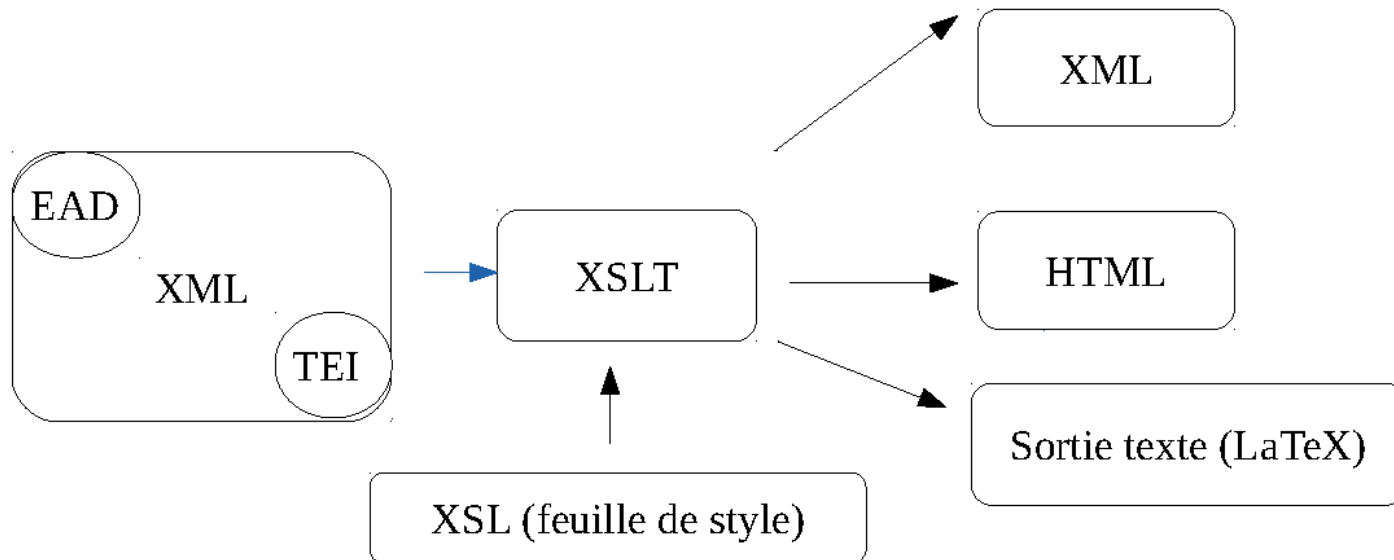 EAD
XML
TEI
XSLT
XSL (feuille de style)
XML
HTML
Sortie texte (LaTeX)